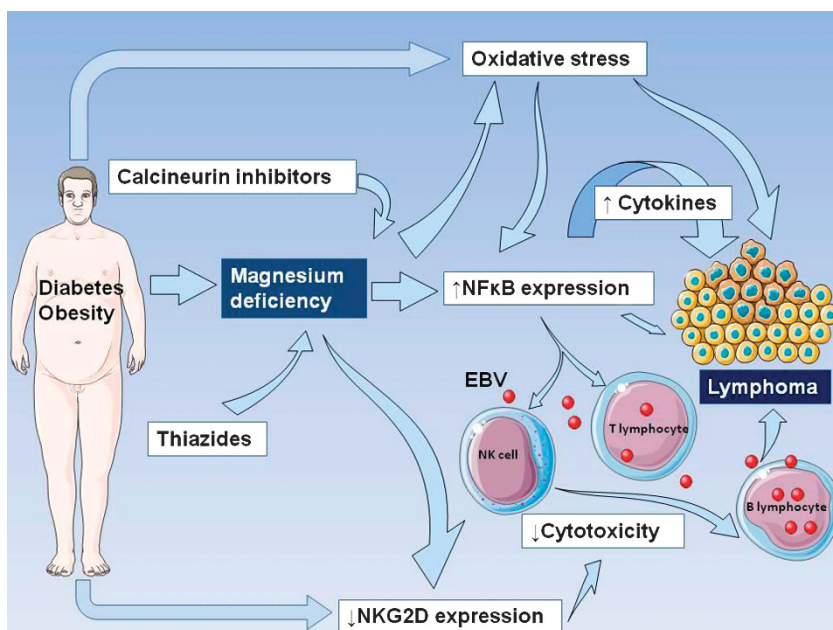 Oxidative stress
Calcineurin inhibitors
↑ Cytokines
Diabetes
Obesity
Magnesium
deficiency
↑NFκB expression
EBV
Lymphoma
T lymphocyte
NK cell
Thiazides
B lymphocyte
↓Cytotoxicity
↓NKG2D expression